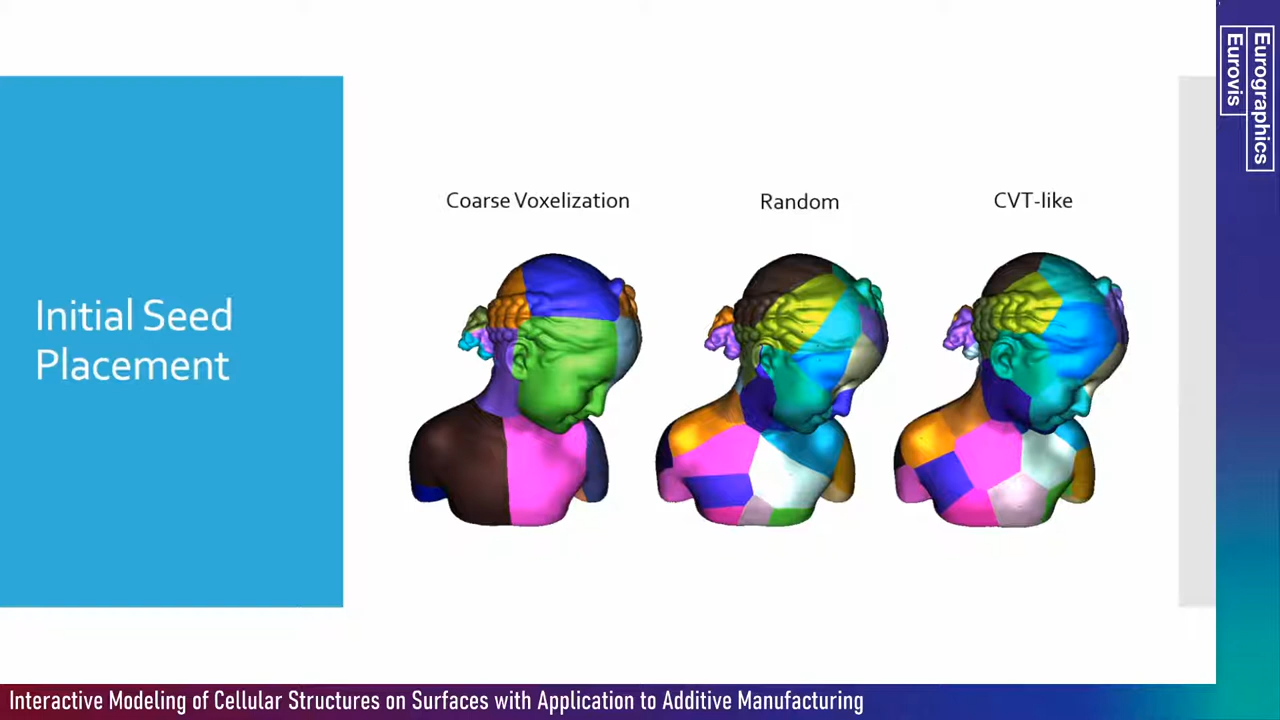 Initial Seed
Placement
Coarse Voxelization
Random
CVT-like
Eurographics
Eurovis
Interactive Modeling of Cellular Structures on Surfaces with Application to Additive Manufacturing